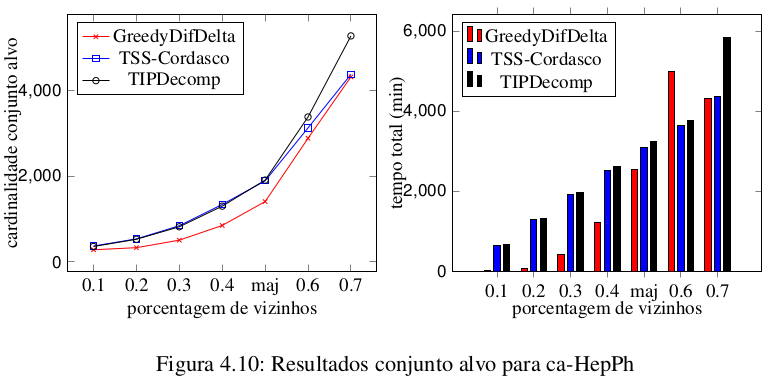 GreedyDifDelta
TSS-Cordasco
TIPDecomp
cardinalidade conjunto alvo
4,000
2,000
0
0.1 0.2 0.3 0.4 maj 0.6 0.7
porcentagem de vizinhos
GreedyDifDelta
TSS-Cordasco
TIPDecomp
tempo total (min)
6,000
4,000
2,000
0
0.1 0.2 0.3 0.4 maj 0.6 0.7
porcentagem de vizinhos
Figura 4.10: Resultados conjunto alvo para ca-HepPh